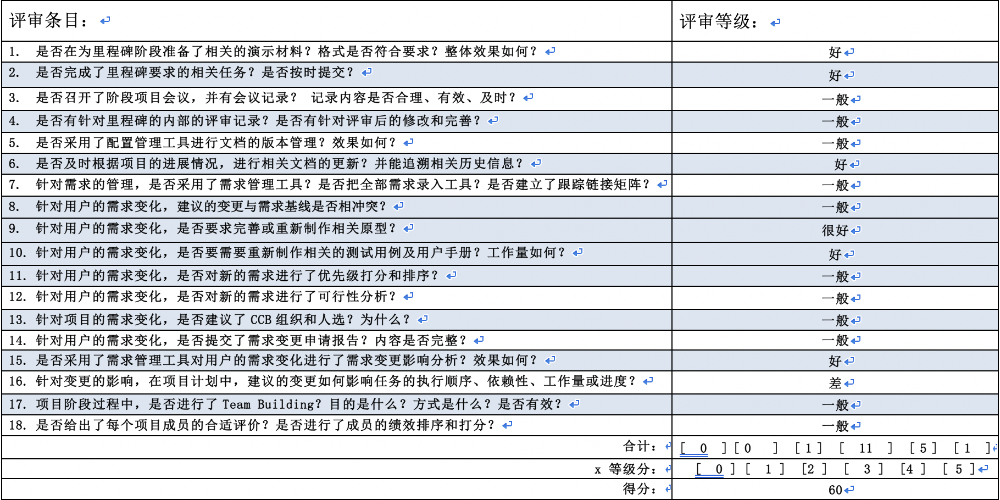 评审条目：
评审等级：
1. 是否在为里程碑阶段准备了相关的演示材料？格式是否符合要求？整体效果如何？
好
2. 是否完成了里程碑要求的相关任务？是否按时提交？
好
3. 是否召开了阶段项目会议，并有会议记录？ 记录内容是否合理、有效、及时？
一般
4. 是否有针对里程碑的内部的评审记录？是否有针对评审后的修改和完善？
一般
5. 是否采用了配置管理工具进行文档的版本管理？效果如何？
一般
6. 是否及时根据项目的进展情况，进行相关文档的更新？并能追溯相关历史信息？
好
7. 针对需求的管理，是否采用了需求管理工具？是否把全部需求录入工具？是否建立了跟踪链接矩阵？
一般
8. 针对用户的需求变化，建议的变更与需求基线是否相冲突？
一般
9. 针对用户的需求变化，是否要求完善或重新制作相关原型？
很好
10. 针对用户的需求变化，是否要需要重新制作相关的测试用例及用户手册？工作量如何？
好
11. 针对用户的需求变化，是否对新的需求进行了优先级打分和排序？
一般
12. 针对用户的需求变化，是否对新的需求进行了可行性分析？
一般
13. 针对项目的需求变化，是否建议了 CCB 组织和人选？为什么？
一般
14. 针对用户的需求变化，是否提交了需求变更申请报告？内容是否完整？
一般
15. 是否采用了需求管理工具对用户的需求变化进行了需求变更影响分析？效果如何？
好
16. 针对变更的影响，在项目计划中，建议的变更如何影响任务的执行顺序、依赖性、工作量或进度？
差
17. 项目阶段过程中，是否进行了 Team Building？目的是什么？方式是什么？是否有效？
一般
18. 是否给出了每个项目成员的合适评价？是否进行了成员的绩效排序和打分？
一般
合计：
[ 0 ] [ 0 ] [ 1 ] [ 11 ] [ 5 ] [ 1 ]
x 等级分：
[ 0 ] [ 1 ] [2 ] [ 3 ] [4 ] [ 5 ]
得分：
60